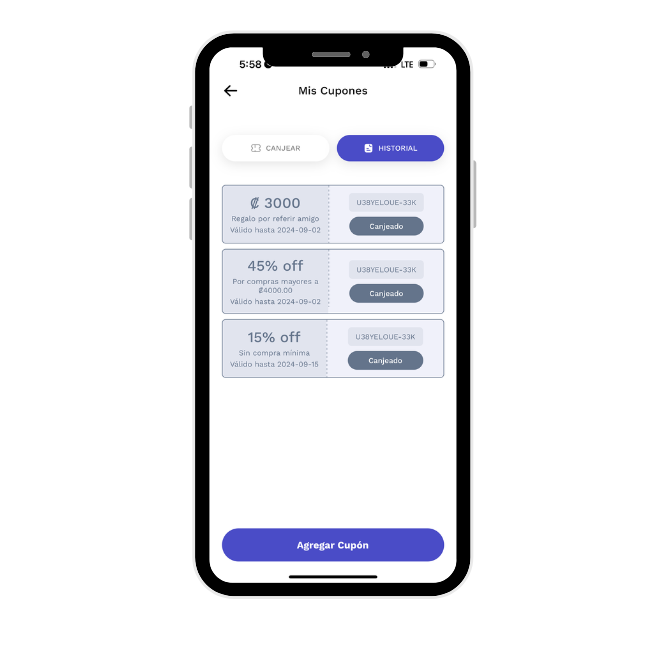 5:58
LTE
Mis Cupones
CANJEAR
HISTORIAL
₡ 3000
Regalo por referir amigo
Válido hasta 2024-09-02
U38YELOUE-33K
Canjeado
45% off
Por compras mayores a
₡4000.00
Válido hasta 2024-09-02
U38YELOUE-33K
Canjeado
15% off
Sin compra mínima
Válido hasta 2024-09-15
U38YELOUE-33K
Canjeado
Agregar Cupón